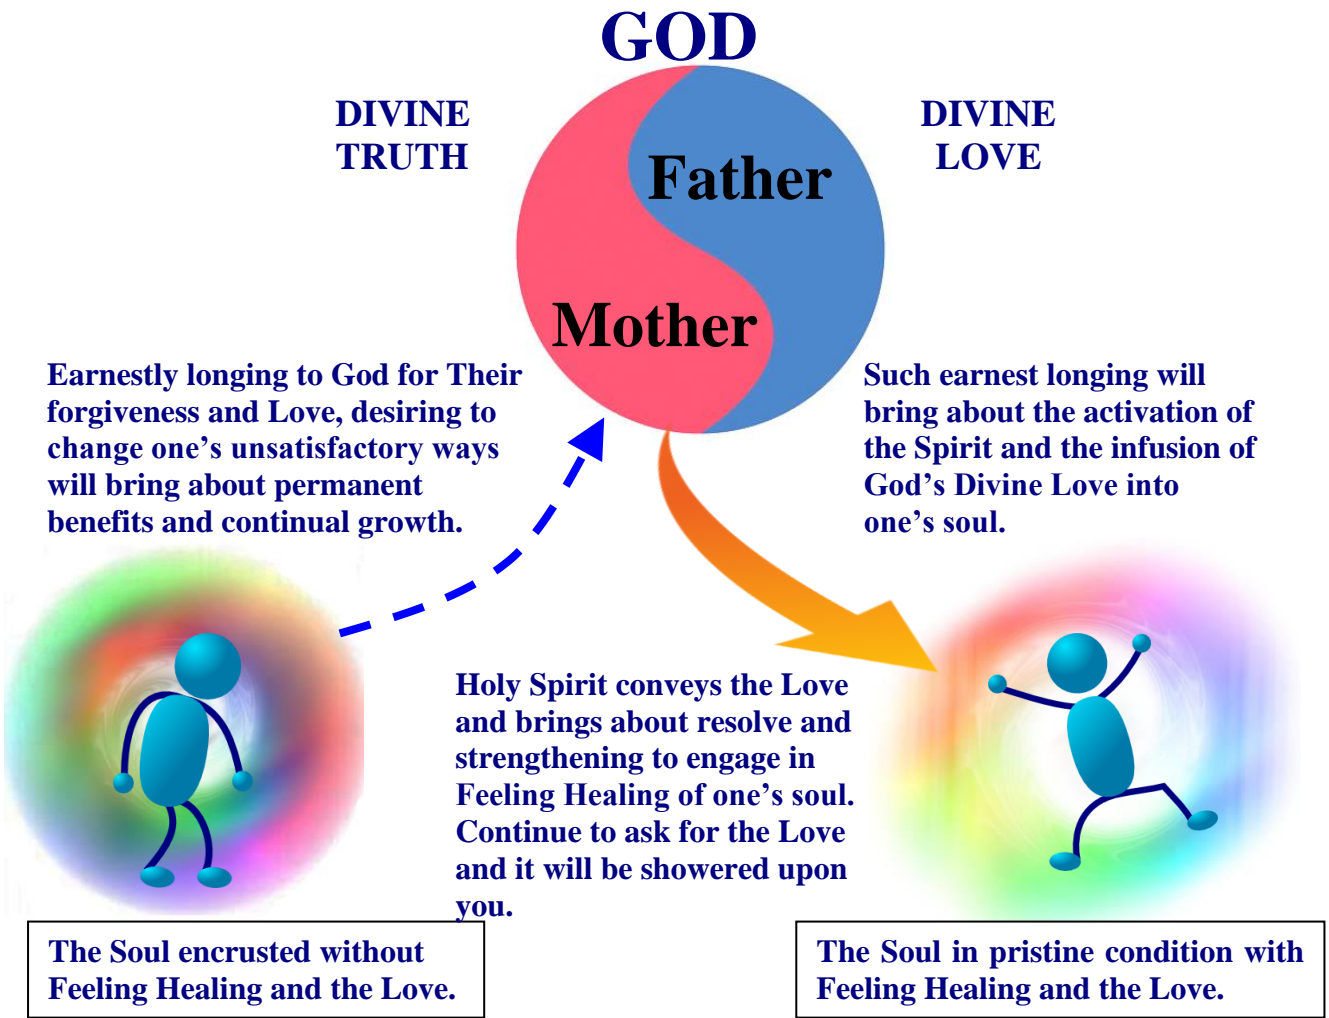 GOD
DIVINE
TRUTH
DIVINE
LOVE
Father
Mother
Earnestly longing to God for Their
forgiveness and Love, desiring to
change one’s unsatisfactory ways
will bring about permanent
benefits and continual growth.
Such earnest longing will
bring about the activation of
the Spirit and the infusion of
God’s Divine Love into
one’s soul.
Holy Spirit conveys the Love
and brings about resolve and
strengthening to engage in
Feeling Healing of one’s soul.
Continue to ask for the Love
and it will be showered upon
you.
The Soul encrusted without
Feeling Healing and the Love.
The Soul in pristine condition with
Feeling Healing and the Love.